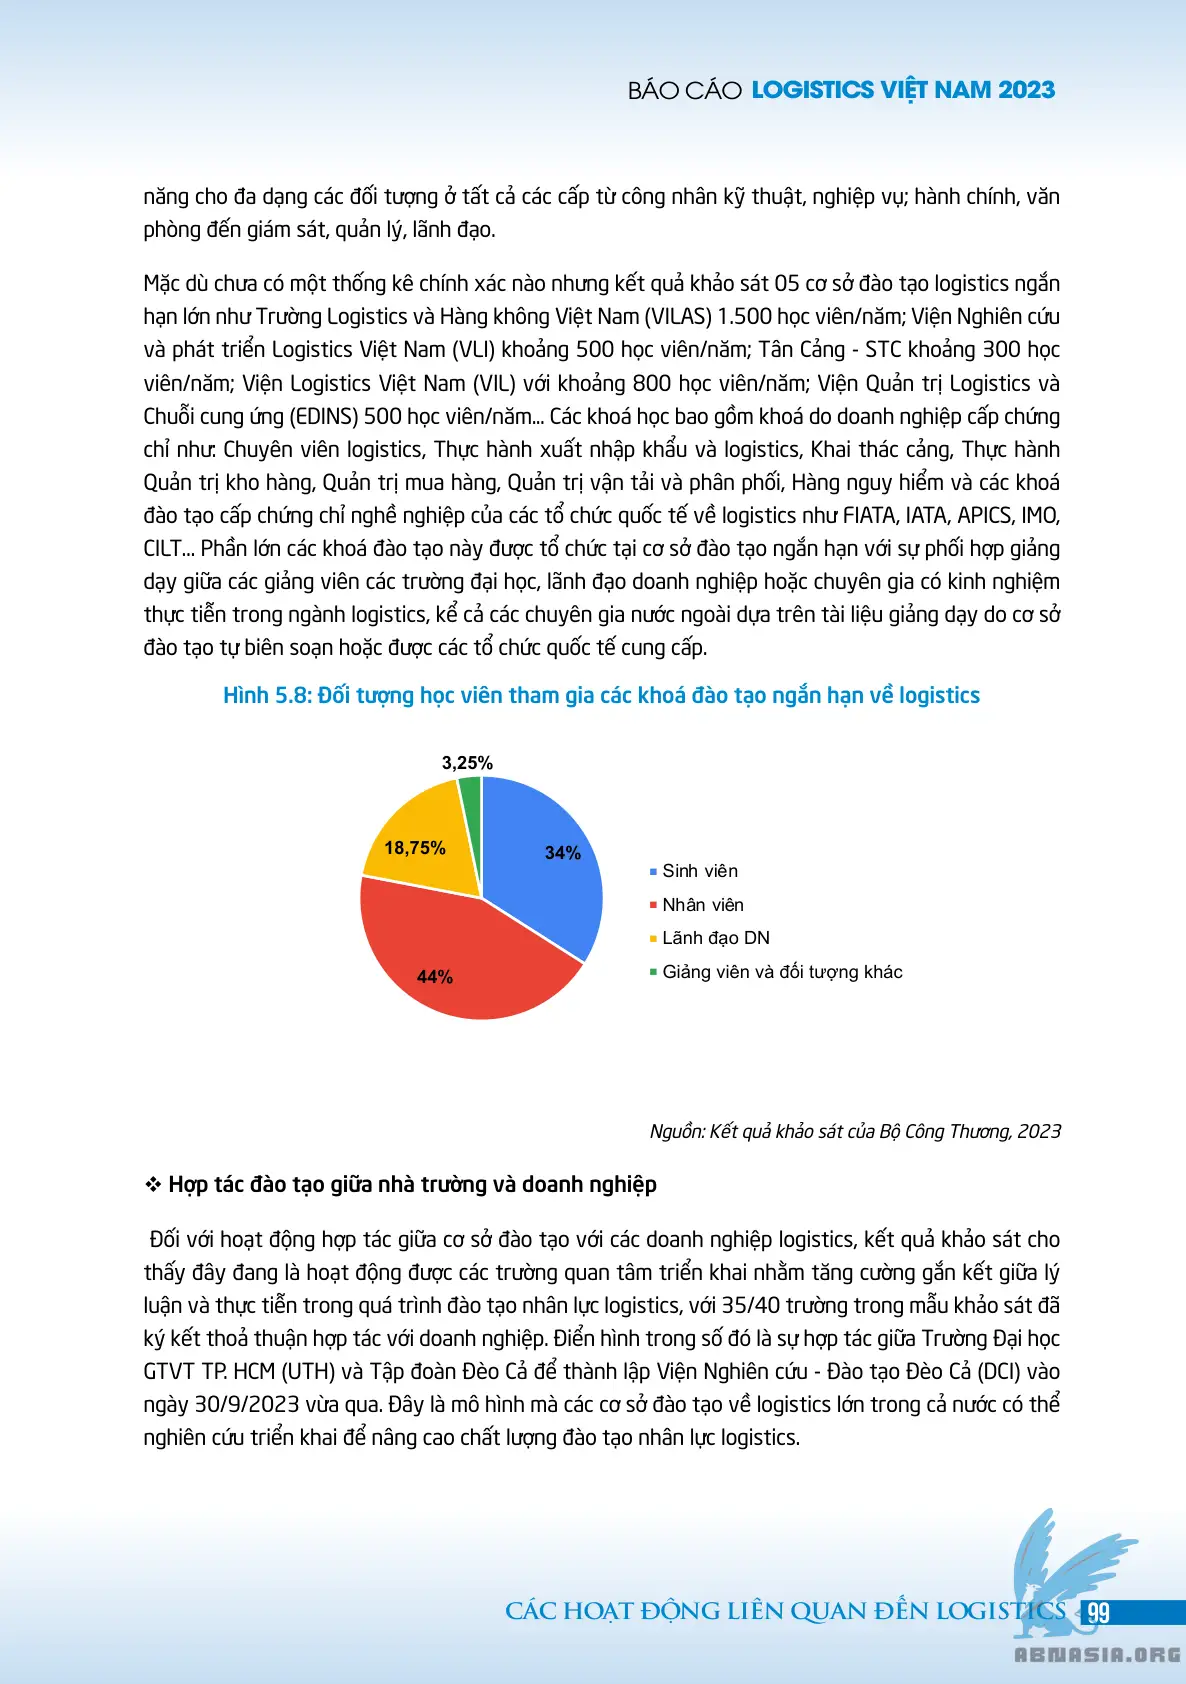 BÁO CÁO LOGISTICS VIỆT NAM 2023
năng cho đa dạng các đối tượng ở tất cả các cấp từ công nhân kỹ thuật, nghiệp vụ; hành chính, văn
phòng đến giám sát, quản lý, lãnh đạo.
Mặc dù chưa có một thống kê chính xác nào nhưng kết quả khảo sát 05 cơ sở đào tạo logistics ngắn
hạn lớn như Trường Logistics và Hàng không Việt Nam (VILAS) 1.500 học viên/năm; Viện Nghiên cứu
và phát triển Logistics Việt Nam (VLI) khoảng 500 học viên/năm; Tân Cảng - STC khoảng 300 học
viên/năm; Viện Logistics Việt Nam (VIL) với khoảng 800 học viên/năm; Viện Quản trị Logistics và
Chuỗi cung ứng (EDINS) 500 học viên/năm... Các khoá học bao gồm khoá do doanh nghiệp cấp chứng
chỉ như: Chuyên viên logistics, Thực hành xuất nhập khẩu và logistics, Khai thác cảng, Thực hành
Quản trị kho hàng, Quản trị mua hàng, Quản trị vận tải và phân phối, Hàng nguy hiểm và các khoá
đào tạo cấp chứng chỉ nghề nghiệp của các tổ chức quốc tế về logistics như FIATA, IATA, APICS, IMO,
CILT... Phần lớn các khoá đào tạo này được tổ chức tại cơ sở đào tạo ngắn hạn với sự phối hợp giảng
dạy giữa các giảng viên các trường đại học, lãnh đạo doanh nghiệp hoặc chuyên gia có kinh nghiệm
thực tiễn trong ngành logistics, kể cả các chuyên gia nước ngoài dựa trên tài liệu giảng dạy do cơ sở
đào tạo tự biên soạn hoặc được các tổ chức quốc tế cung cấp.
Hình 5.8: Đối tượng học viên tham gia các khoá đào tạo ngắn hạn về logistics
3,25%
18,75%
34%
44%
Sinh viên
Nhân viên
Lãnh đạo DN
Giảng viên và đối tượng khác
Nguồn: Kết quả khảo sát của Bộ Công Thương, 2023
❖ Hợp tác đào tạo giữa nhà trường và doanh nghiệp
Đối với hoạt động hợp tác giữa cơ sở đào tạo với các doanh nghiệp logistics, kết quả khảo sát cho
thấy đây đang là hoạt động được các trường quan tâm triển khai nhằm tăng cường gắn kết giữa lý
luận và thực tiễn trong quá trình đào tạo nhân lực logistics, với 35/40 trường trong mẫu khảo sát đã
ký kết thoả thuận hợp tác với doanh nghiệp. Điển hình trong số đó là sự hợp tác giữa Trường Đại học
GTVT TP. HCM (UTH) và Tập đoàn Đèo Cả để thành lập Viện Nghiên cứu - Đào tạo Đèo Cả (DCI) vào
ngày 30/9/2023 vừa qua. Đây là mô hình mà các cơ sở đào tạo về logistics lớn trong cả nước có thể
nghiên cứu triển khai để nâng cao chất lượng đào tạo nhân lực logistics.
CÁC HOẠT ĐỘNG LIÊN QUAN ĐẾN LOGISTICS 99
ABMASIA.ORG